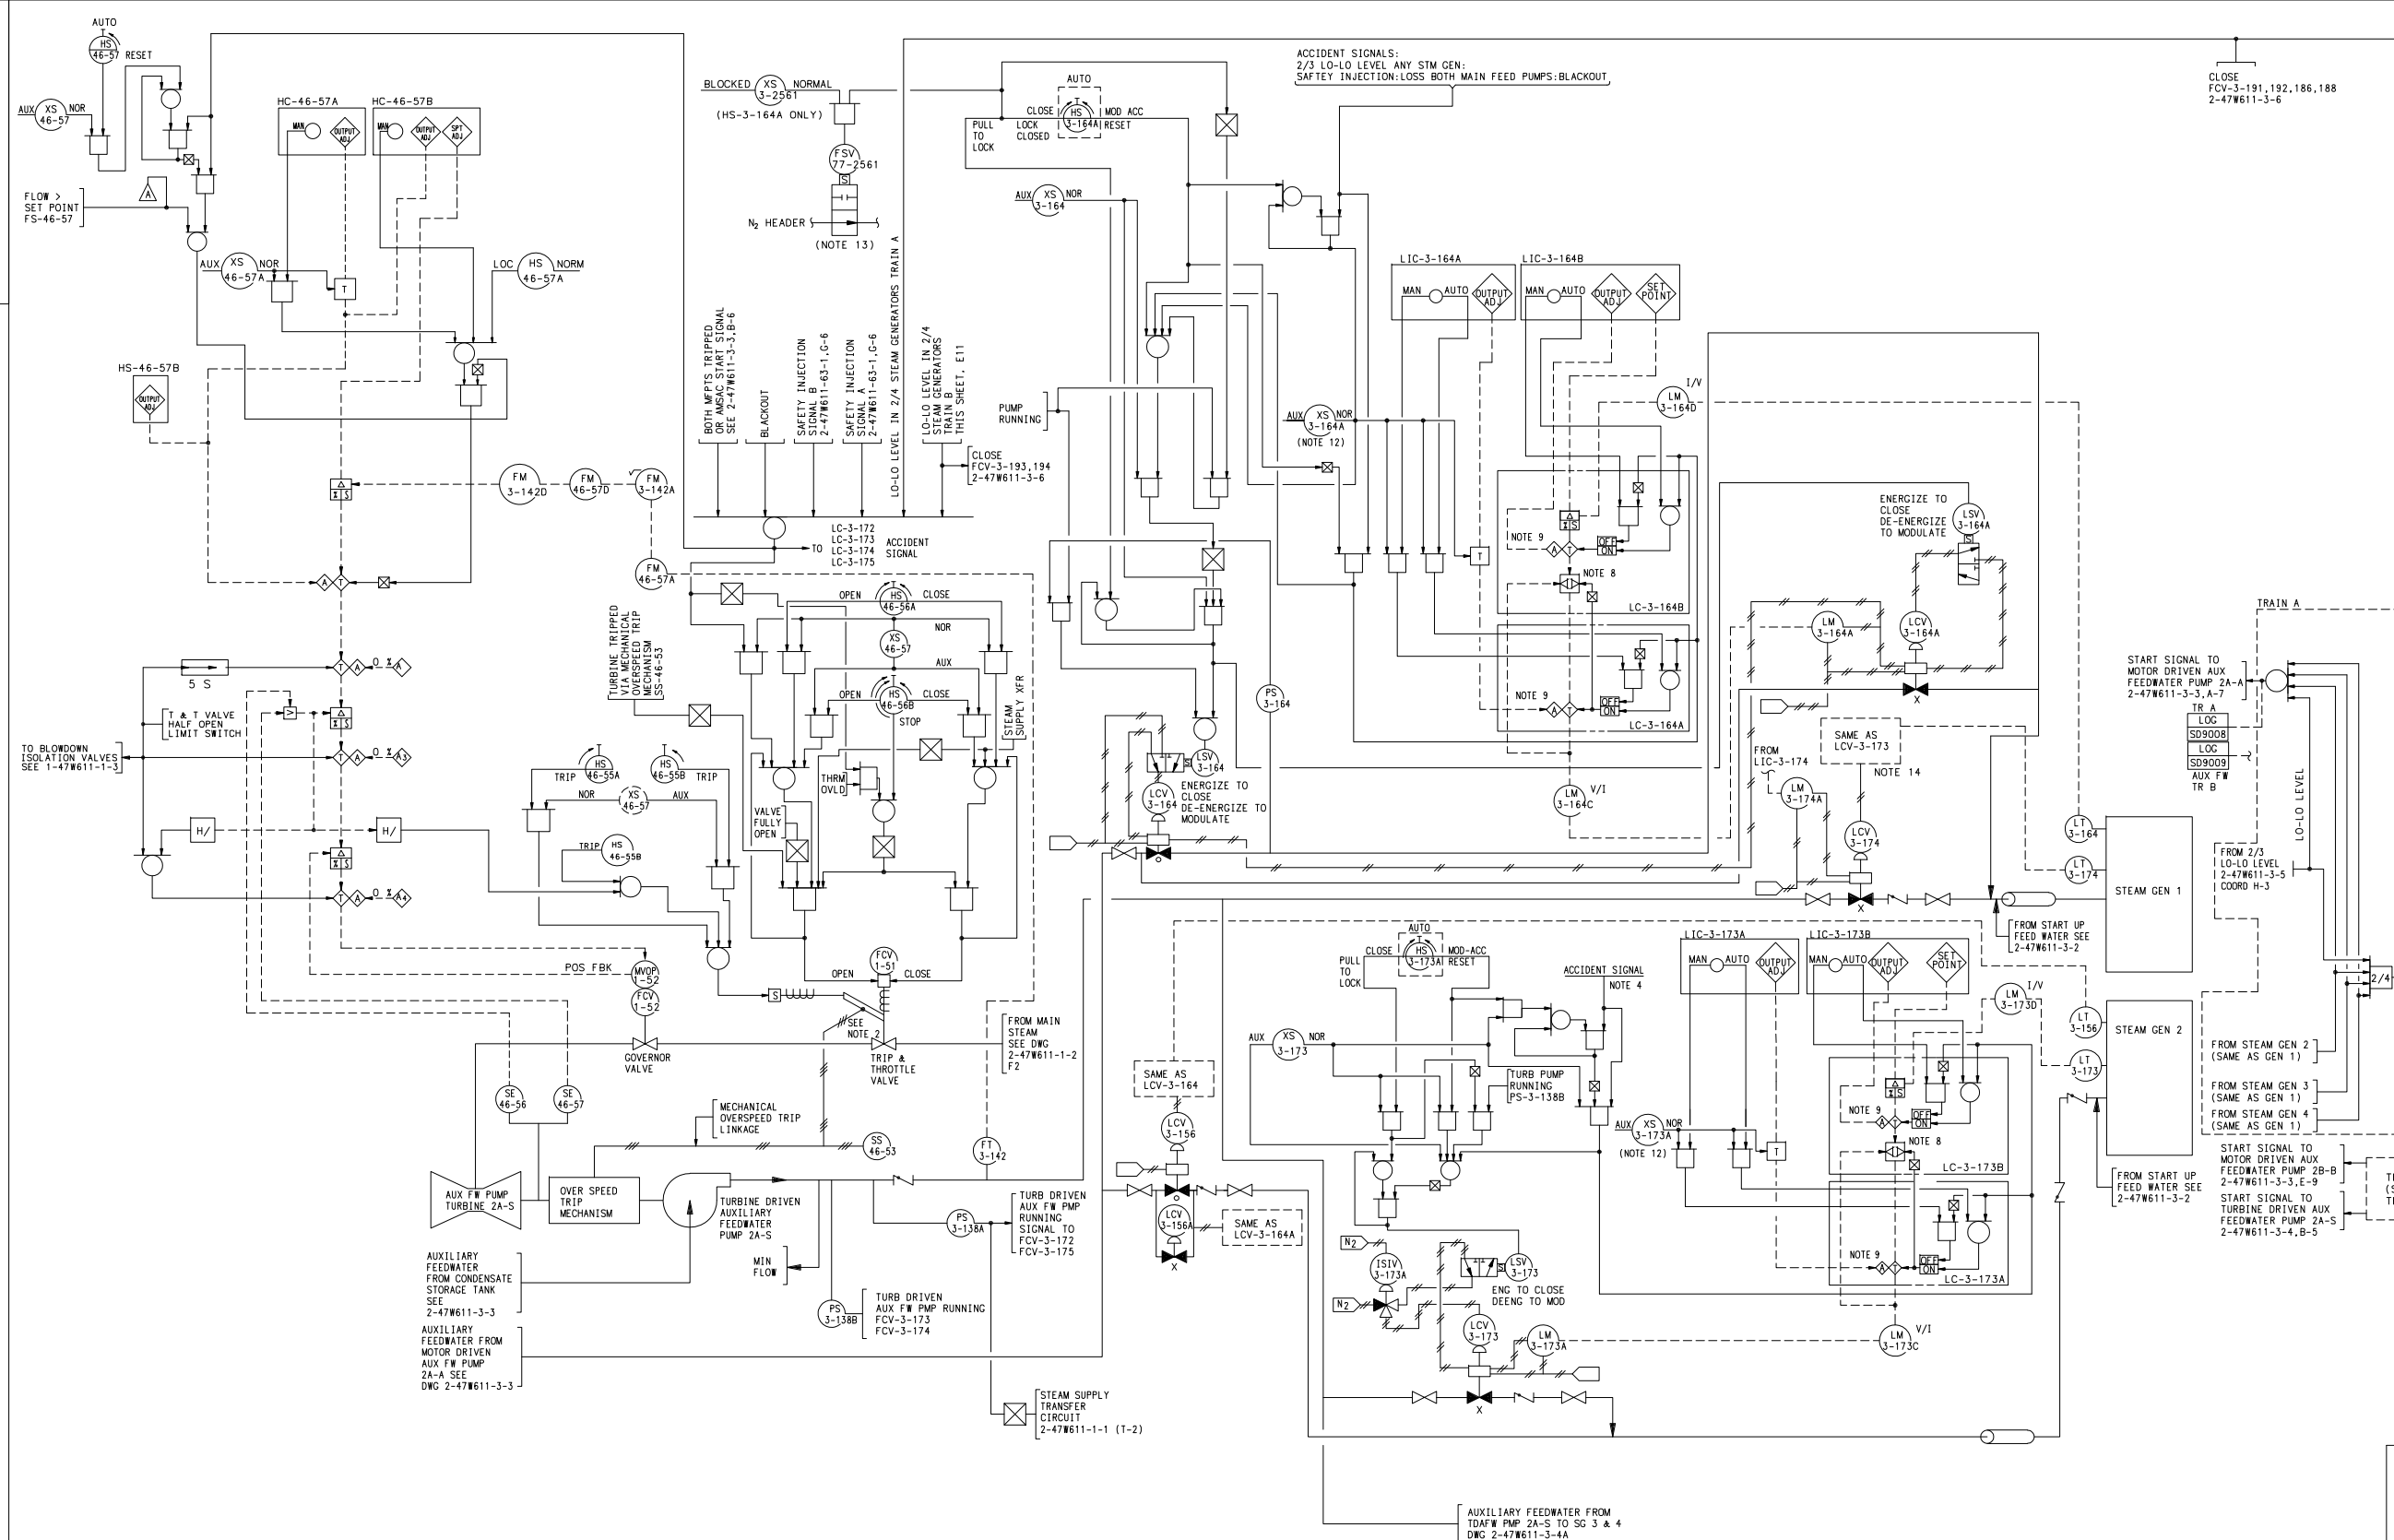 AUTO
HS
46-57
RESET
AUX
XS
46-57
NOR
FLOW >
SET POINT
FS-46-57
A
HC-46-57A
MAN
OUTPUT
ADJ
HC-46-57B
MAN
OUTPUT
ADJ
SPT
ADJ
AUX
XS
46-57A
NOR
T
LOC
HS
46-57A
NORM
HS-46-57B
OUTPUT
ADJ
BLOCKED
XS
3-2561
NORMAL
(HS-3-164A ONLY)
FSV
77-2561
S
N2 HEADER
(NOTE 13)
AUTO
CLOSE
HS
3-164A
MOD ACC
RESET
PULL
TO
LOCK
LOCK
CLOSED
AUX
XS
3-164
NOR
ACCIDENT SIGNALS:
2/3 LO-LO LEVEL ANY STM GEN:
SAFTEY INJECTION:LOSS BOTH MAIN FEED PUMPS:BLACKOUT
CLOSE
FCV-3-191,192,186,188
2-47W611-3-6
BOTH MFPTS TRIPPED
OR AMSAC START SIGNAL
SEE 2-47W611-3-3,B-6
BLACKOUT
SAFETY INJECTION
SIGNAL B
2-47W611-63-1,G-6
SAFETY INJECTION
SIGNAL A
2-47W611-63-1,G-6
LO-LO LEVEL IN 2/4 STEAM GENERATORS TRAIN A
LO-LO LEVEL IN 2/4
STEAM GENERATORS
TRAIN B
THIS SHEET, E11
CLOSE
FCV-3-193,194
2-47W611-3-6
PUMP
RUNNING
TO
LC-3-172
LC-3-173
LC-3-174
LC-3-175
ACCIDENT
SIGNAL
FM
3-142D
FM
46-57D
√
FM
3-142A
FM
46-57A
LIC-3-164A
MAN
AUTO
OUTPUT
ADJ
LIC-3-164B
MAN
AUTO
OUTPUT
ADJ
SET
POINT
AUX
XS
3-164A
NOR
(NOTE 12)
I/V
LM
3-164D
NOTE 9
A
T
OFF
ON
NOTE 8
LC-3-164B
T
NOTE 9
A
T
OFF
ON
LC-3-164A
LM
3-164C
V/I
ENERGIZE TO
CLOSE
DE-ENERGIZE
TO MODULATE
LSV
3-164A
S
LM
3-164A
LCV
3-164A
X
TRAIN A
START SIGNAL TO
MOTOR DRIVEN AUX
FEEDWATER PUMP 2A-A
2-47W611-3-3,A-7
TR A
LOG
SD9008
LOG
SD9009
AUX FW
TR B
LO-LO LEVEL
FROM 2/3
LO-LO LEVEL
2-47W611-3-5
COORD H-3
SAME AS
LCV-3-173
NOTE 14
FROM
LIC-3-174
LM
3-174A
LCV
3-174
X
LT
3-164
LT
3-174
STEAM GEN 1
FROM START UP
FEED WATER SEE
2-47W611-3-2
A
T
T
A
0 %
A
5 S
T & T VALVE
HALF OPEN
LIMIT SWITCH
>
TO BLOWDOWN
ISOLATION VALVES
SEE 1-47W611-1-3
T
A
0 %
A3
H/
H/
T
A
0 %
A4
POS FBK
MVOP
1-52
FCV
1-52
GOVERNOR
VALVE
TURBINE TRIPPED
VIA MECHANICAL
OVERSPEED TRIP
MECHANISM
SS-46-53
OPEN
HS
46-56A
CLOSE
XS
46-57
NOR
AUX
OPEN
HS
46-56B
CLOSE
STOP
STEAM
SUPPLY XFR
TRIP
HS
46-55A
HS
46-55B
TRIP
NOR
XS
46-57
AUX
TRIP
HS
46-55B
THRM
OVLD
VALVE
FULLY
OPEN
FCV
1-51
OPEN
CLOSE
S
SEE
NOTE 2
TRIP &
THROTTLE
VALVE
FROM MAIN
STEAM
SEE DWG
2-47W611-1-2
F2
PS
3-164
S
LSV
3-164
LCV
3-164
O
ENERGIZE TO
CLOSE
DE-ENERGIZE TO
MODULATE
SE
46-56
SE
46-57
MECHANICAL
OVERSPEED TRIP
LINKAGE
SS
46-53
FT
3-142
AUX FW PUMP
TURBINE 2A-S
OVER SPEED
TRIP
MECHANISM
TURBINE DRIVEN
AUXILIARY
FEEDWATER
PUMP 2A-S
PS
3-138A
TURB DRIVEN
AUX FW PMP
RUNNING
SIGNAL TO
FCV-3-172
FCV-3-175
MIN
FLOW
PS
3-138B
TURB DRIVEN
AUX FW PMP RUNNING
FCV-3-173
FCV-3-174
AUXILIARY
FEEDWATER
FROM CONDENSATE
STORAGE TANK
SEE
2-47W611-3-3
AUXILIARY
FEEDWATER FROM
MOTOR DRIVEN
AUX FW PUMP
2A-A SEE
DWG 2-47W611-3-3
STEAM SUPPLY
TRANSFER
CIRCUIT
2-47W611-1-1 (T-2)
SAME AS
LCV-3-164
LCV
3-156
O
LCV
3-156A
X
SAME AS
LCV-3-164A
AUTO
CLOSE
HS
3-173A
MOD-ACC
RESET
PULL
TO
LOCK
ACCIDENT SIGNAL
NOTE 4
AUX
XS
3-173
NOR
TURB PUMP
RUNNING
PS-3-138B
AUX
XS
3-173A
NOR
(NOTE 12)
T
LIC-3-173A
MAN
AUTO
OUTPUT
ADJ
LIC-3-173B
MAN
AUTO
OUTPUT
ADJ
SET
POINT
I/V
LM
3-173D
NOTE 9
A
T
OFF
ON
NOTE 8
LC-3-173B
NOTE 9
A
T
OFF
ON
LC-3-173A
LM
3-173C
V/I
N2
ISIV
3-173A
N2
S
LSV
3-173
ENG TO CLOSE
DEENG TO MOD
LCV
3-173
LM
3-173A
X
LT
3-156
LT
3-173
STEAM GEN 2
FROM START UP
FEED WATER SEE
2-47W611-3-2
2/4
FROM STEAM GEN 2
(SAME AS GEN 1)
FROM STEAM GEN 3
(SAME AS GEN 1)
FROM STEAM GEN 4
(SAME AS GEN 1)
START SIGNAL TO
MOTOR DRIVEN AUX
FEEDWATER PUMP 2B-B
2-47W611-3-3,E-9
START SIGNAL TO
TURBINE DRIVEN AUX
FEEDWATER PUMP 2A-S
2-47W611-3-4,B-5
AUXILIARY FEEDWATER FROM
TDAFW PMP 2A-S TO SG 3 & 4
DWG 2-47W611-3-4A